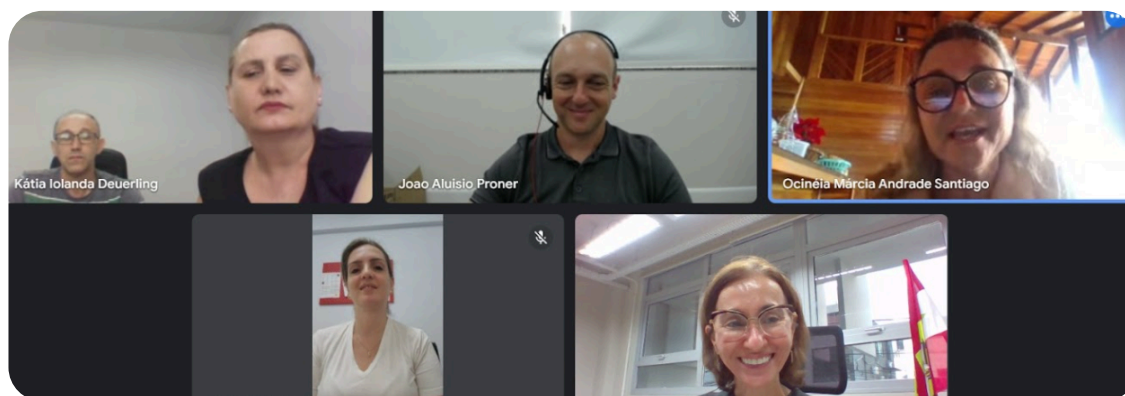 Kátia Iolanda Deuerling
Joao Aluisio Proner
Ocinéia Márcia Andrade Santiago